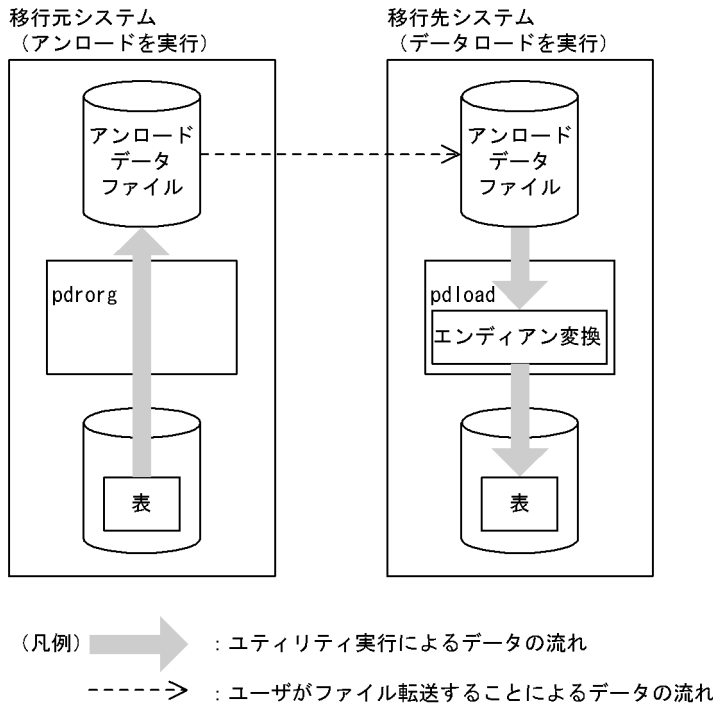 移行元システム
（アンロードを実行）
アンロード
データ
ファイル
pdrorg
表
移行先システム
（データロードを実行）
アンロード
データ
ファイル
pdload
エンディアン変換
表
（凡例）　：ユティリティ実行によるデータの流れ
：ユーザがファイル転送することによるデータの流れ